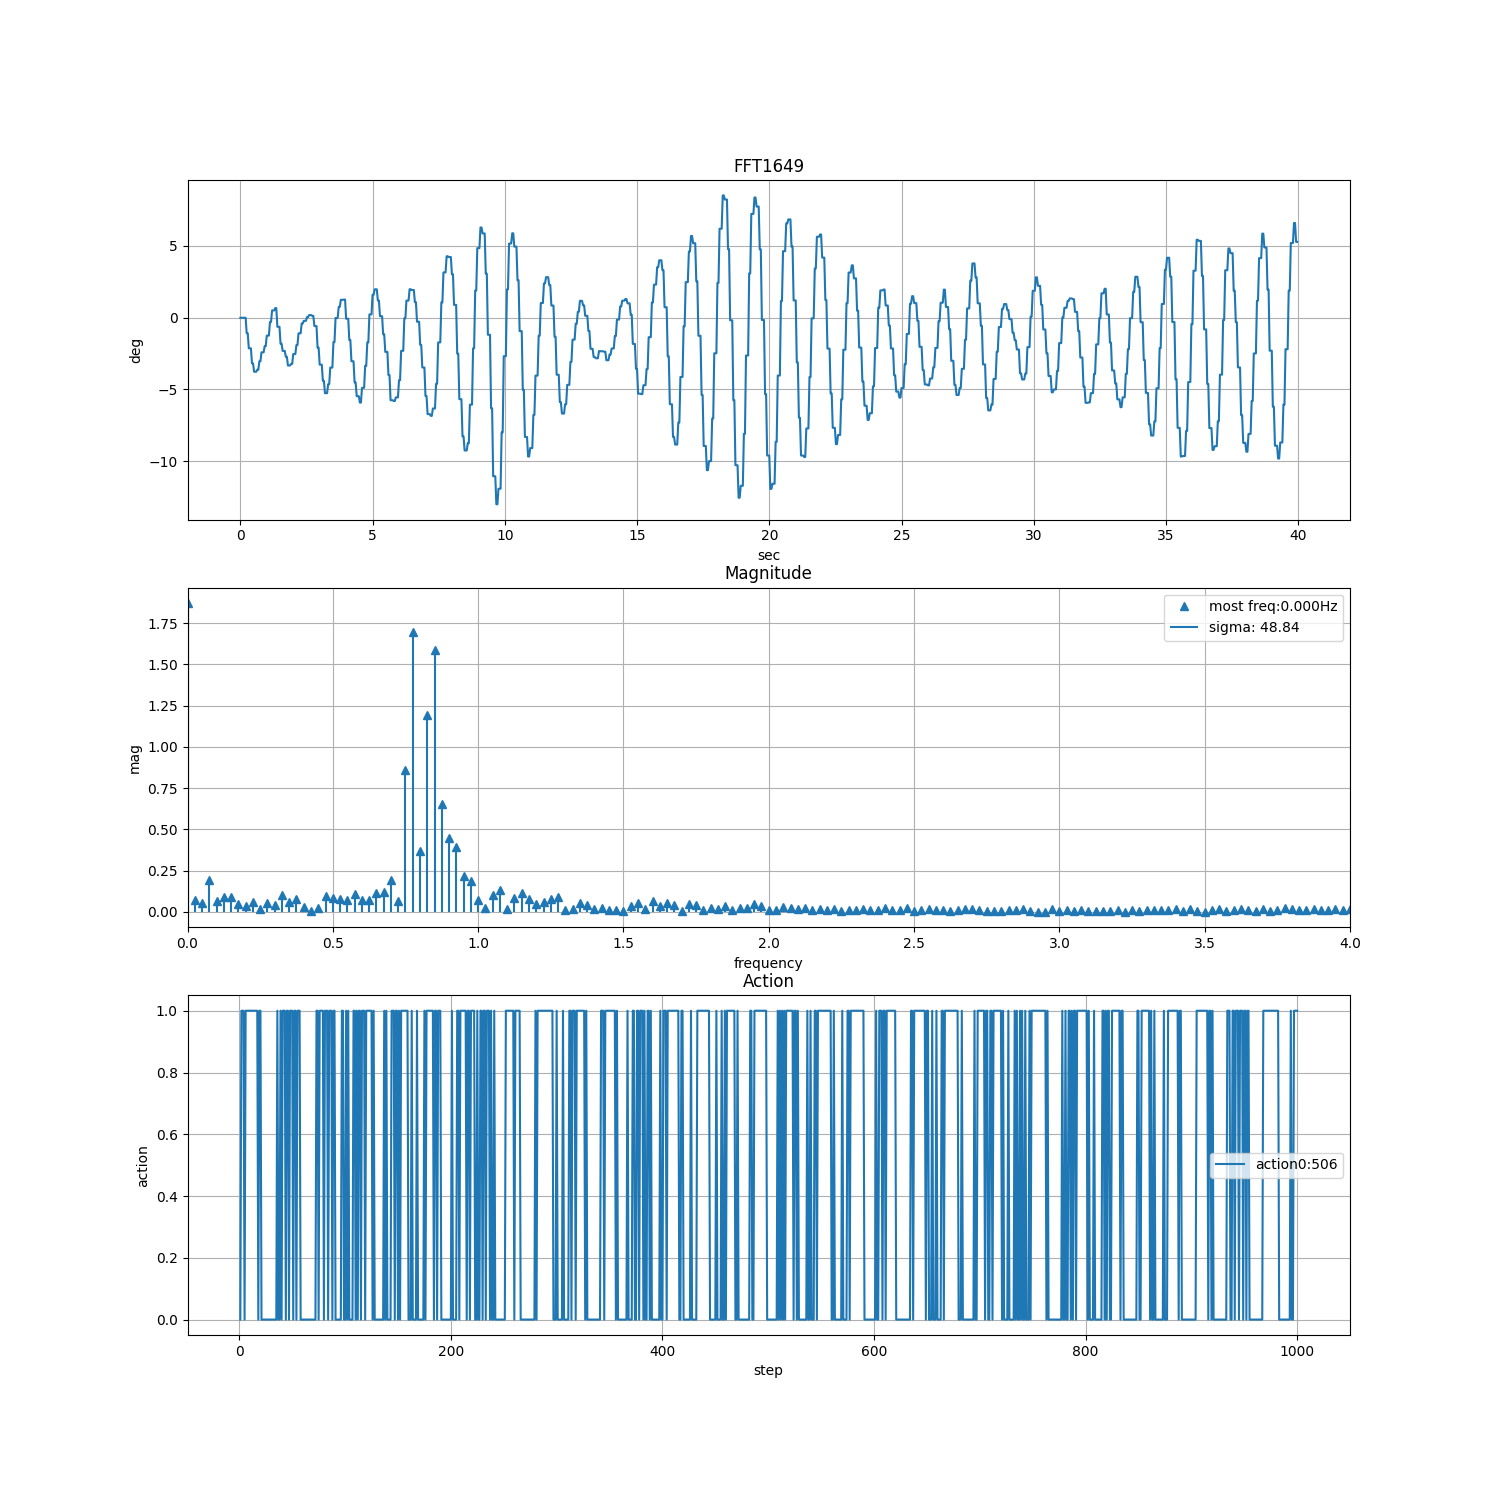 FFT1649
5
0
−5
−10
deg
0 5 10 15 20 25 30 35 40
sec
Magnitude
most freq:0.000Hz
sigma: 48.84
1.75
1.50
1.25
1.00
0.75
0.50
0.25
0.00
mag
0.0 0.5 1.0 1.5 2.0 2.5 3.0 3.5 4.0
frequency
Action
1.0
0.8
0.6
0.4
0.2
0.0
action
action0:506
0 200 400 600 800 1000
step